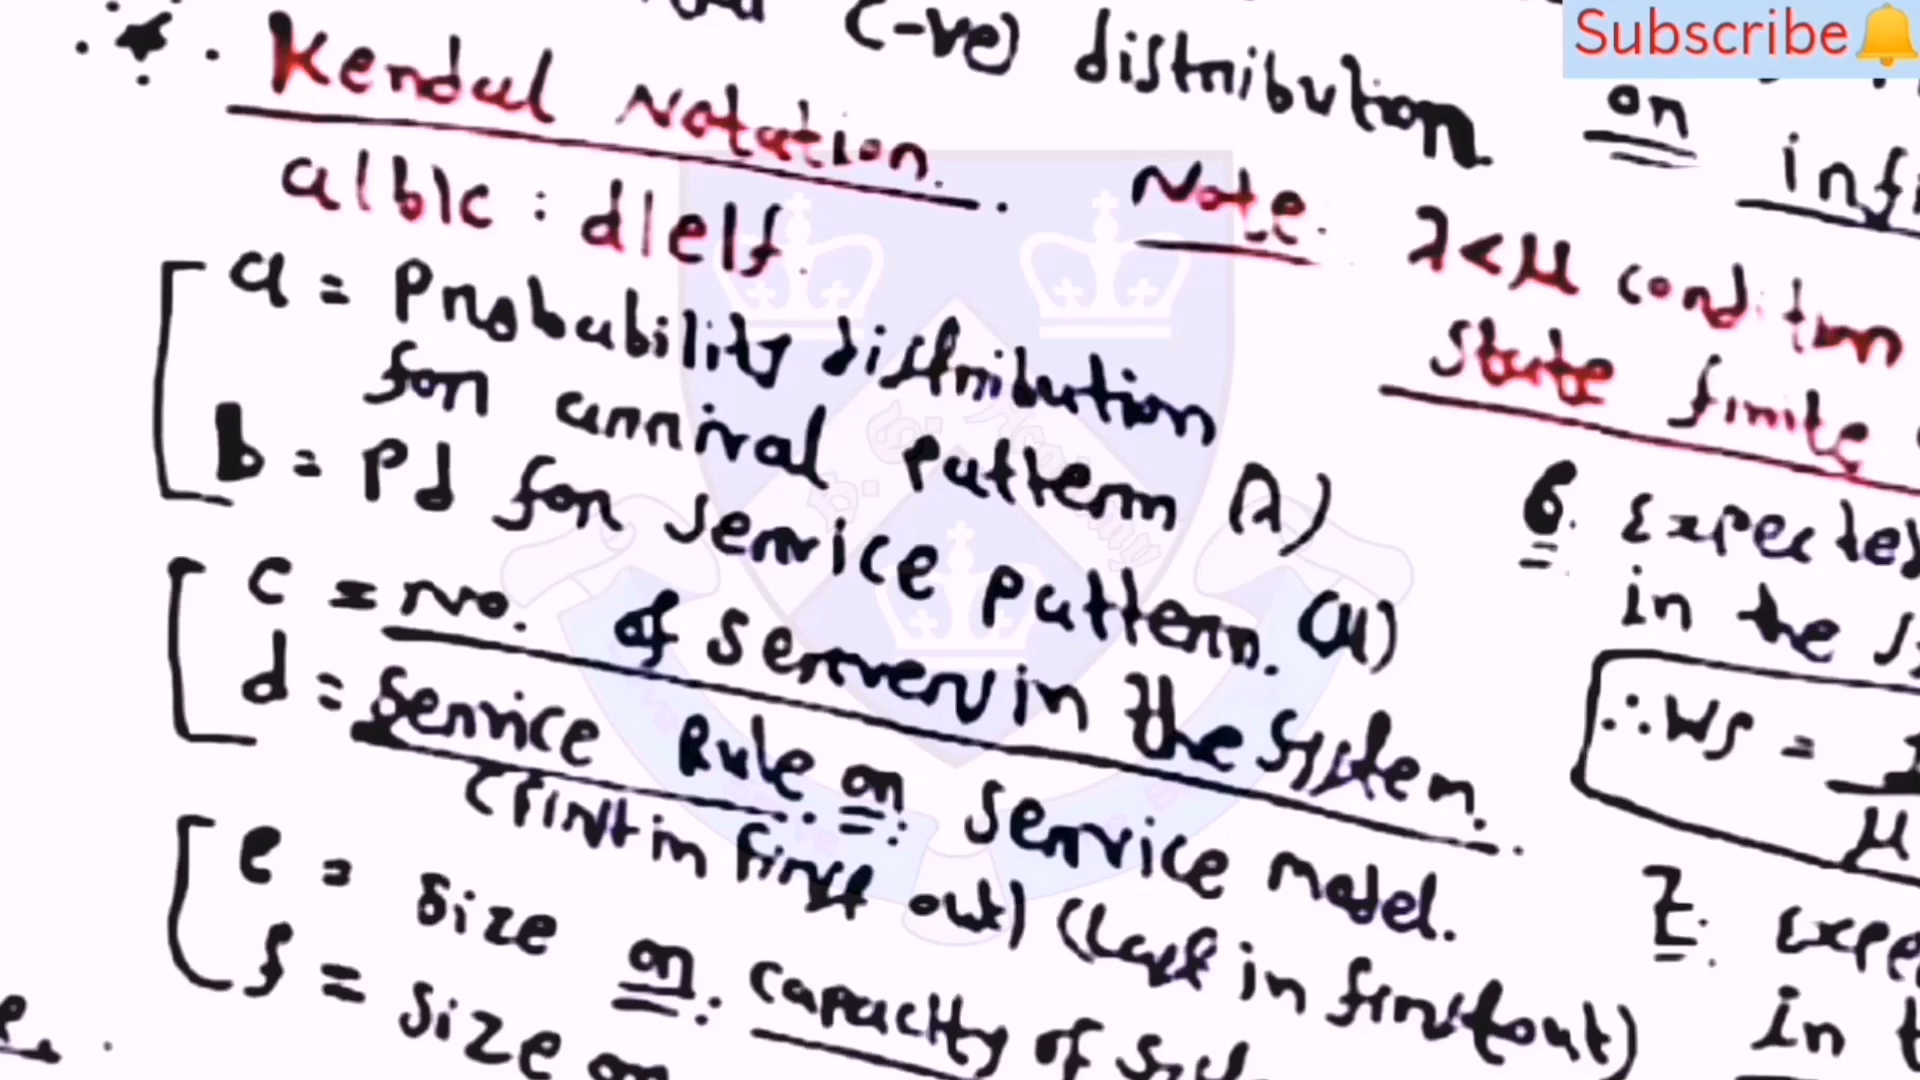 (-ve) distribution
Subscribe
on
Kendal Notation.
a|b|c : d|e|f.
Note: λ<μ condition
state finite
a = Probability distribution
for arrival pattern (λ)
b = Pd for service pattern. (μ)
c = No. of servers in the system.
d = Service Rule on: service model.
(First in first out) (Last in first out)
e = Size on: capacity of
f = Size on
6. Expected
in the
∴ Ws =
μ
7.
in